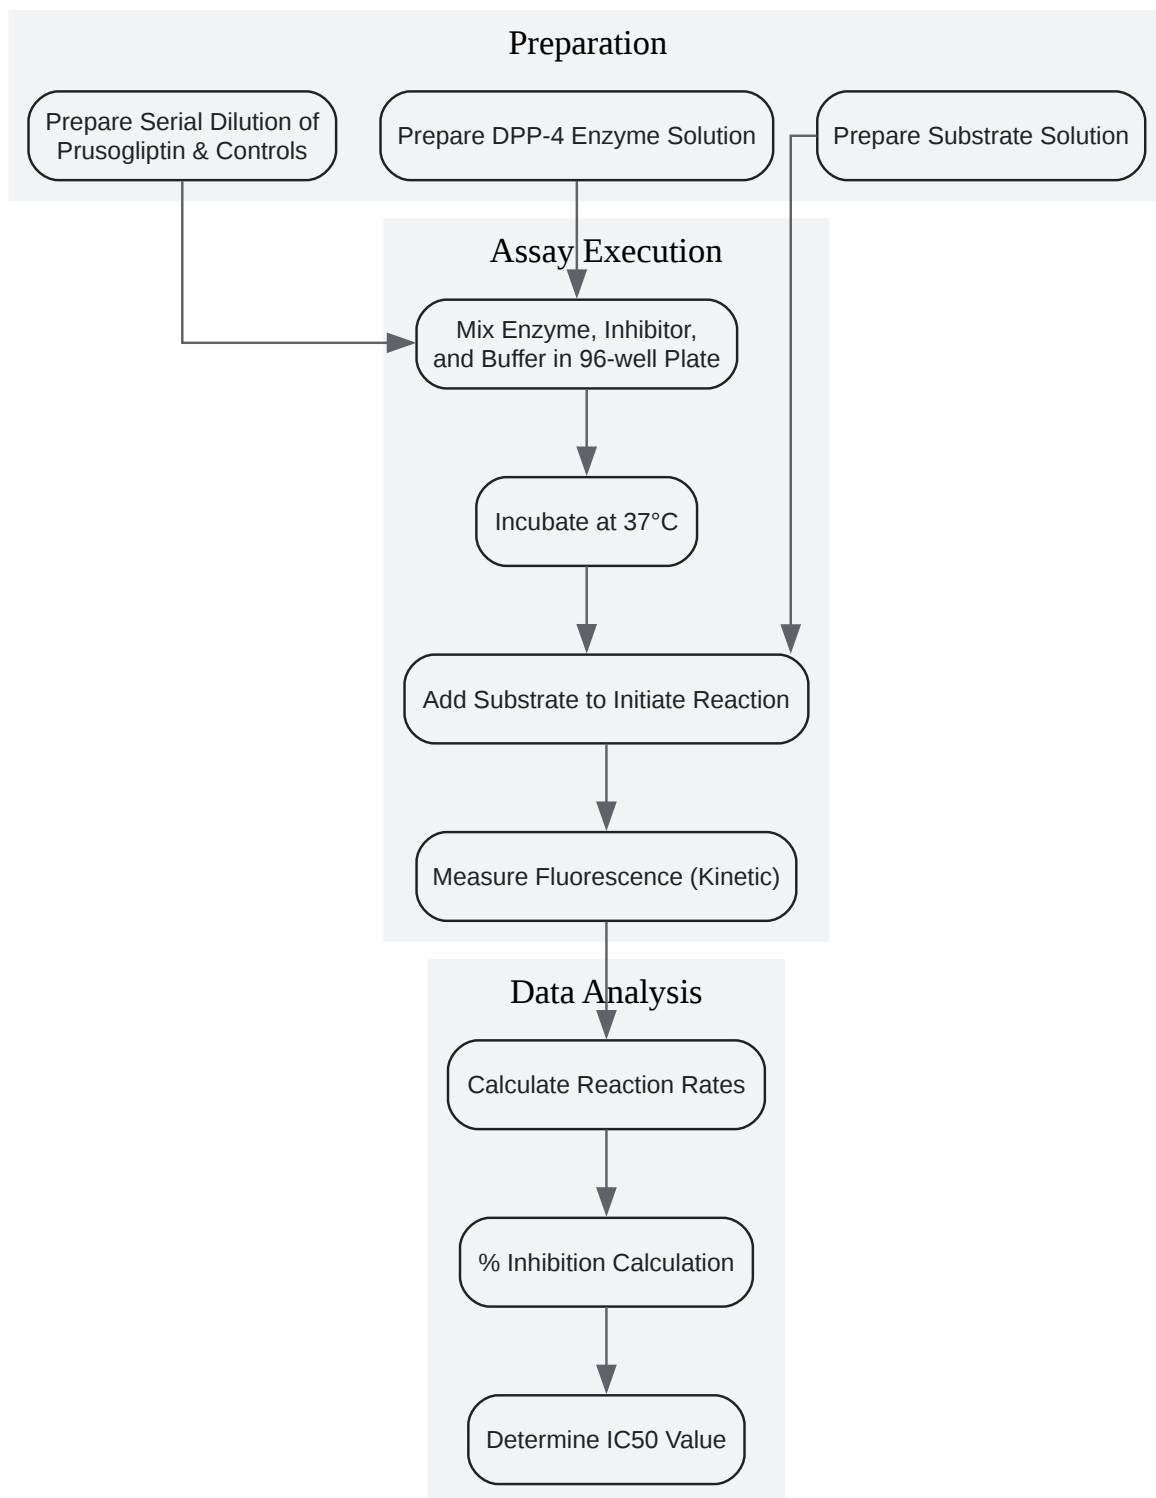 Preparation
Prepare Serial Dilution of
Prusogliptin & Controls
Prepare DPP-4 Enzyme Solution
Prepare Substrate Solution
Assay Execution
Mix Enzyme, Inhibitor,
and Buffer in 96-well Plate
Incubate at 37°C
Add Substrate to Initiate Reaction
Measure Fluorescence (Kinetic)
Data Analysis
Calculate Reaction Rates
% Inhibition Calculation
Determine IC50 Value